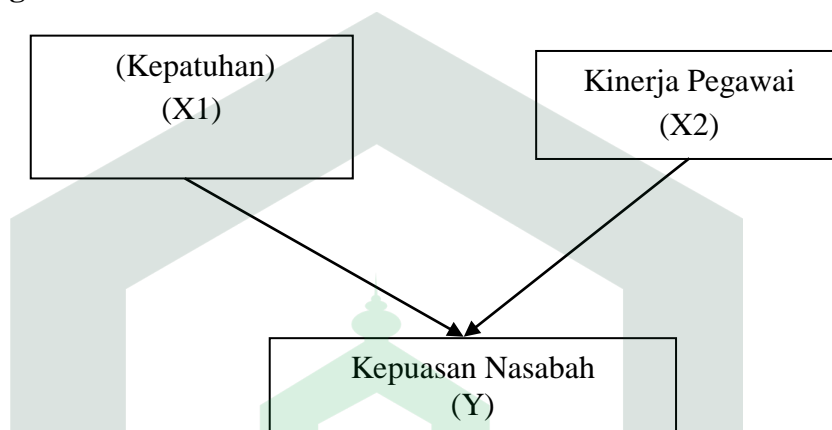 (Kepatuhan)
(X1)
Kinerja Pegawai
(X2)
Kepuasan Nasabah
(Y)